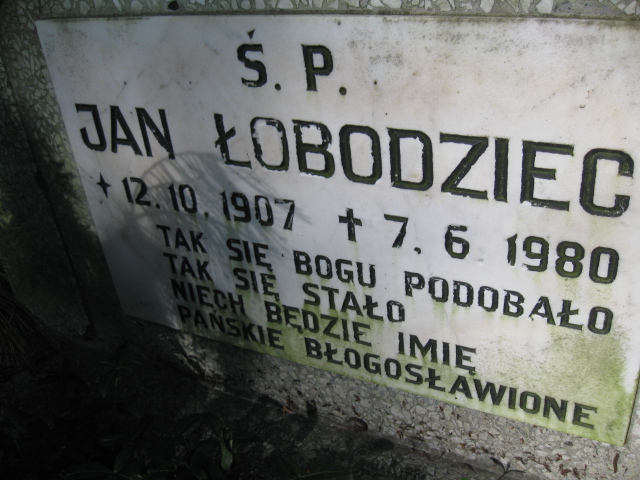 Ś. P.
JAN ŁOBODZIEC
12. 10. 1907 ✝ 7. 6 1980
TAK SIĘ BOGU PODOBAŁO
TAK SIĘ STAŁO
NIECH BĘDZIE IMIĘ
PAŃSKIE BŁOGOSŁAWIONE